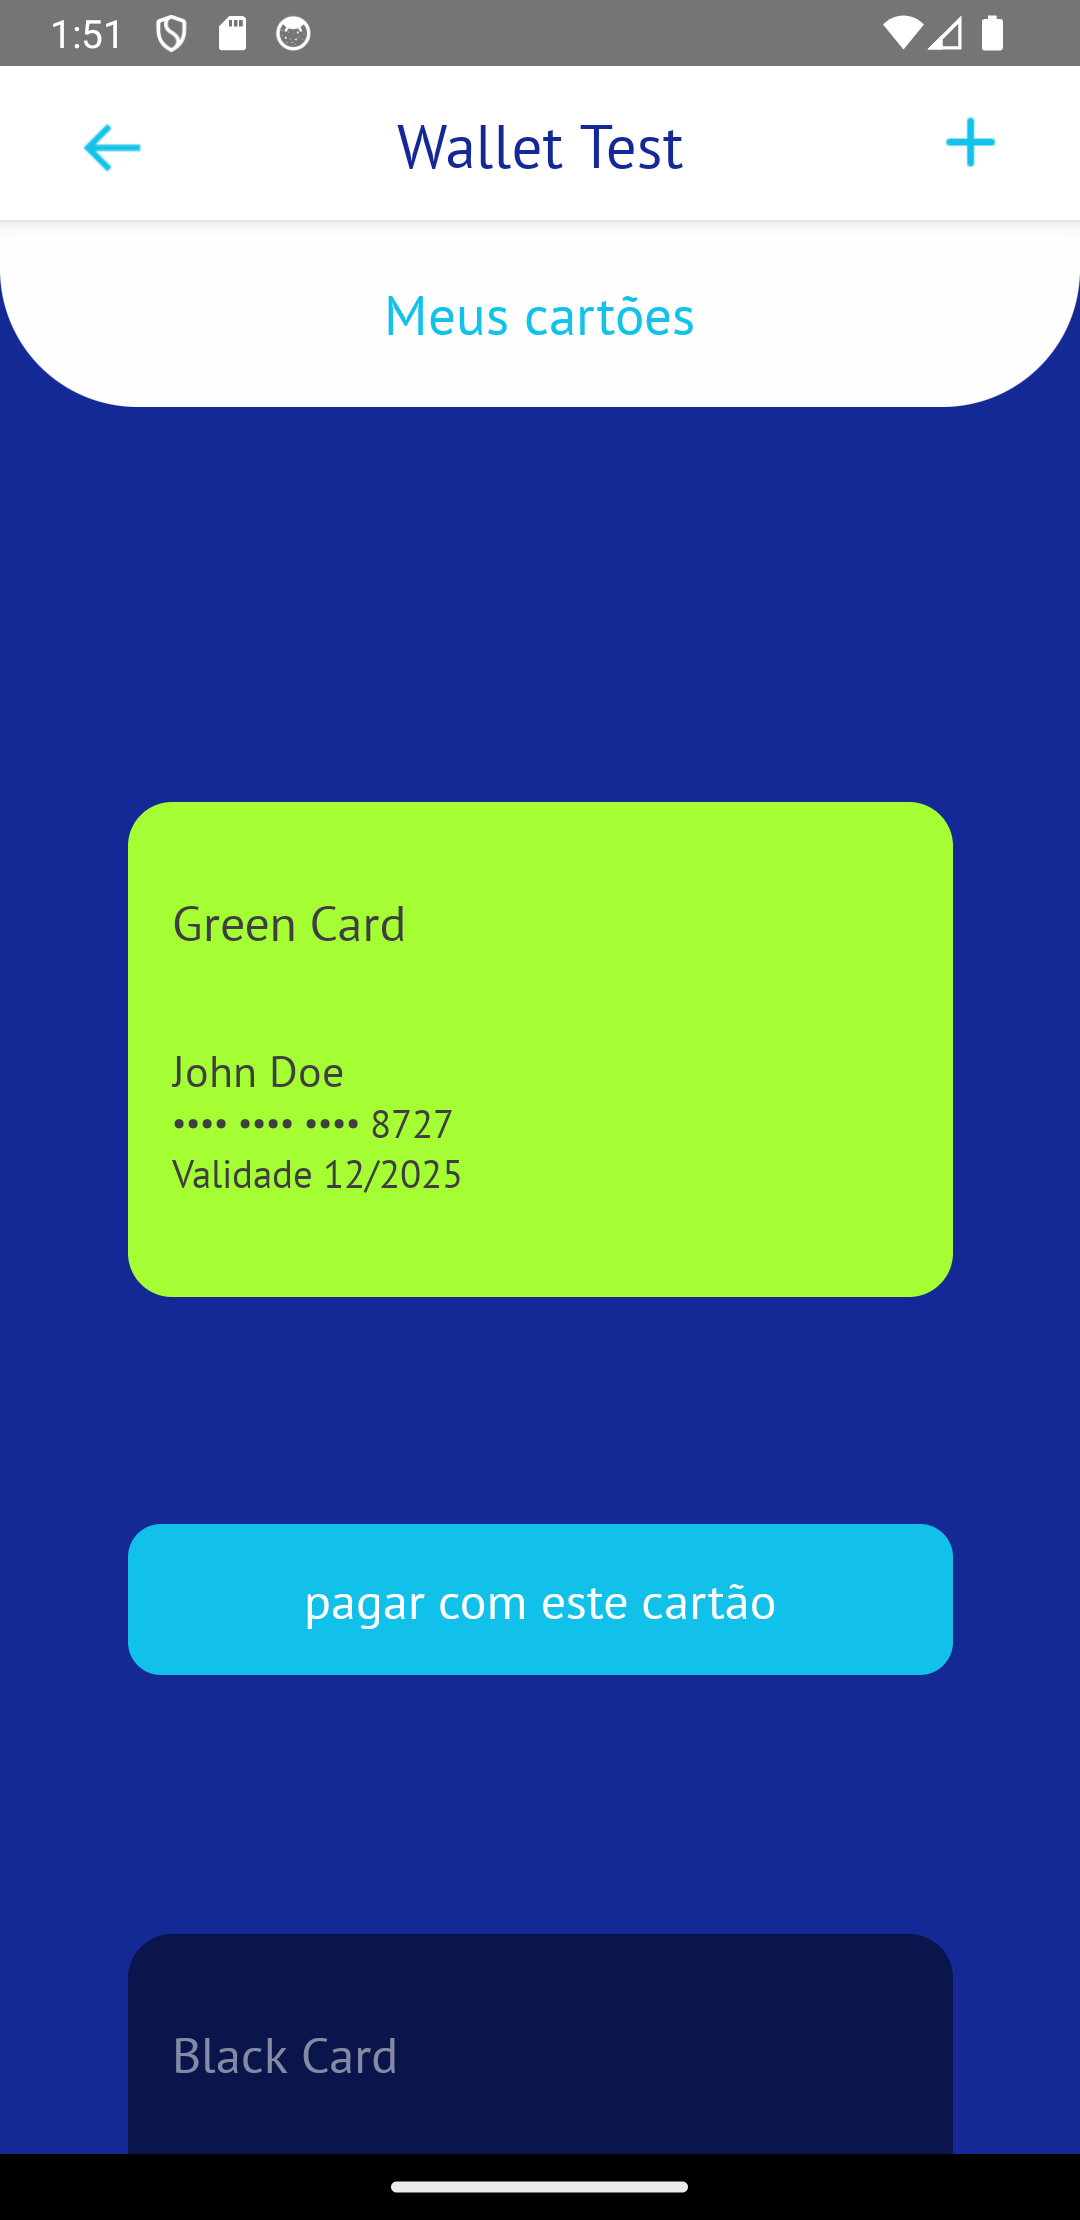 1:51
Wallet Test
Meus cartões
Green Card
John Doe
•••• •••• •••• 8727
Validade 12/2025
pagar com este cartão
Black Card